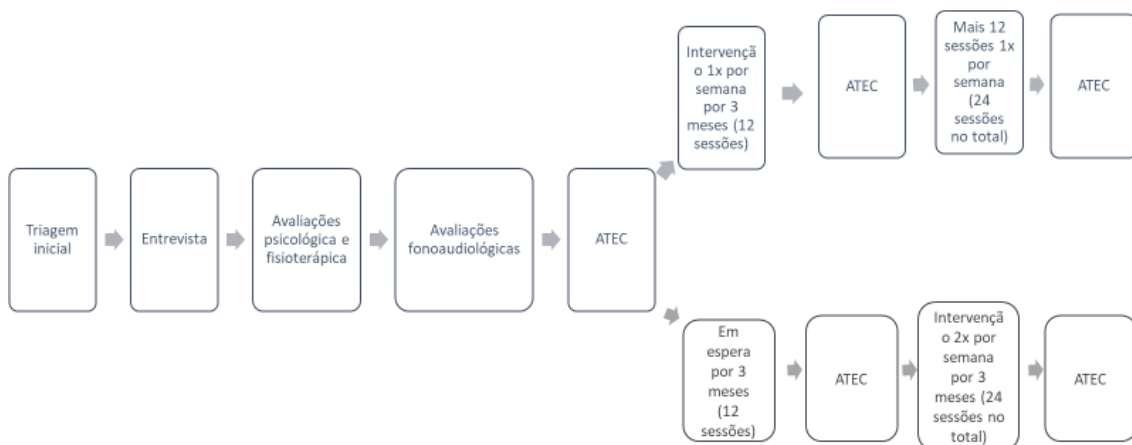 Triagem
inicial
Entrevista
Avaliações
psicológica e
fisioterápica
Avaliações
fonoaudiológicas
ATEC
Intervençã
o 1x por
semana
por 3
meses (12
sessões)
ATEC
Mais 12
sessões 1x
por
semana
(24
sessões
no total)
ATEC
Em
espera
por 3
meses
(12
sessões)
ATEC
Intervençã
o 2x por
semana
por 3
meses (24
sessões no
total)
ATEC